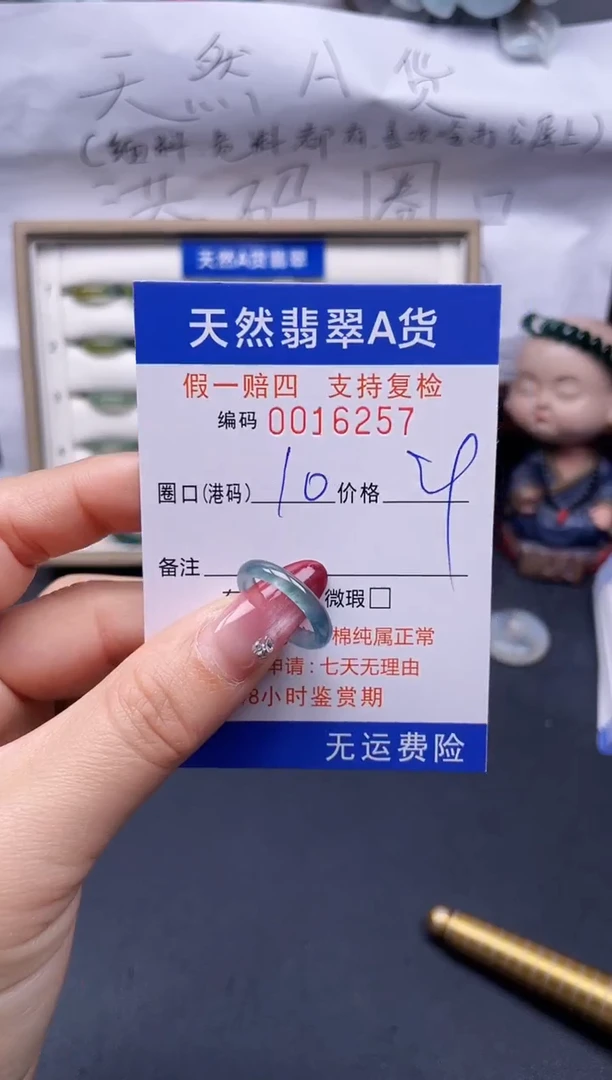 天然A货
港码圈口
天然A货翡翠
天然翡翠A货
假一赔四 支持复检
编码 0016257
圈口(港码) 10 价格
备注
微瑕□
棉纯属正常
申请：七天无理由
8小时鉴赏期
无运费险